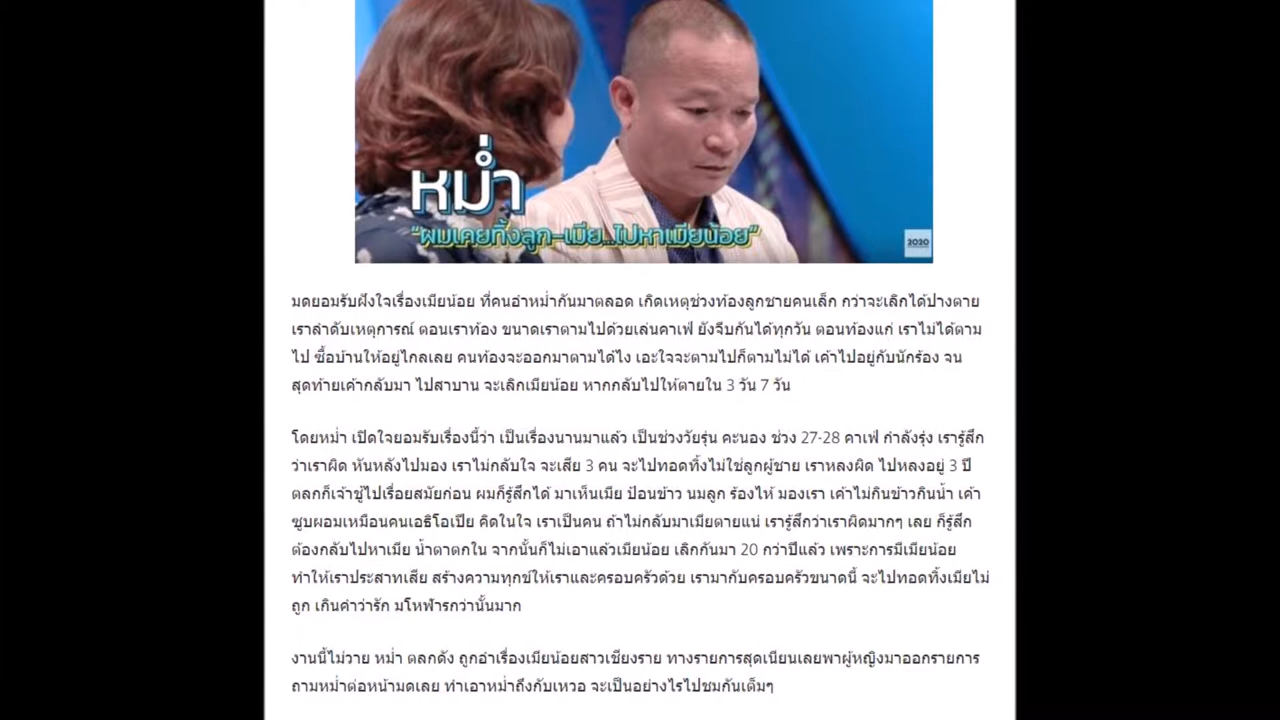 หม่ำ
“ผมเคยทิ้งลูก-เมีย...ไปหาเมียน้อย”
2020
มดยอมรับฝังใจเรื่องเมียน้อย ที่คนอำหม่ำกันมาตลอด เกิดเหตุช่วงท้องลูกชายคนเล็ก กว่าจะเลิกได้ปางตาย
เราลำดับเหตุการณ์ ตอนเราท้อง ขนาดเราตามไปด้วยเล่นคาเฟ่ ยังจีบกันได้ทุกวัน ตอนท้องแก่ เราไม่ได้ตาม
ไป ซื้อบ้านให้อยู่ไกลเลย คนท้องจะออกมาตามได้ไง เอะใจจะตามไปก็ตามไม่ได้ เค้าไปอยู่กับนักร้อง จน
สุดท้ายเค้ากลับมา ไปสาบาน จะเลิกเมียน้อย หากกลับไปให้ตายใน 3 วัน 7 วัน
โดยหม่ำ เปิดใจยอมรับเรื่องนี้ว่า เป็นเรื่องนานมาแล้ว เป็นช่วงวัยรุ่น คะนอง ช่วง 27-28 คาเฟ่ กำลังรุ่ง เรารู้สึก
ว่าเราผิด หันหลังไปมอง เราไม่กลับใจ จะเสีย 3 คน จะไปทอดทิ้งไม่ใช่ลูกผู้ชาย เราหลงผิด ไปหลงอยู่ 3 ปี
ตลกก็เจ้าชู้ไปเรื่อยสมัยก่อน ผมก็รู้สึกได้ มาเห็นเมีย ป้อนข้าว นมลูก ร้องไห้ มองเรา เค้าไม่กินข้าวกินน้ำ เค้า
ซูบผอมเหมือนคนเอธิโอเปีย คิดในใจ เราเป็นคน ถ้าไม่กลับมาเมียตายแน่ เรารู้สึกว่าเราผิดมากๆ เลย ก็รู้สึก
ต้องกลับไปหาเมีย น้ำตาตกใน จากนั้นก็ไม่เอาแล้วเมียน้อย เลิกกันมา 20 กว่าปีแล้ว เพราะการมีเมียน้อย
ทำให้เราประสาทเสีย สร้างความทุกข์ให้เราและครอบครัวด้วย เรามากับครอบครัวขนาดนี้ จะไปทอดทิ้งเมียไม่
ถูก เกินคำว่ารัก มโหฬารกว่านั้นมาก
งานนี้ไม่วาย หม่ำ ตลกดัง ถูกอำเรื่องเมียน้อยสาวเชียงราย ทางรายการสุดเนียนเลยพาผู้หญิงมาออกรายการ
ถามหม่ำต่อหน้ามดเลย ทำเอาหม่ำถึงกับเหวอ จะเป็นอย่างไรไปชมกันเต็มๆ